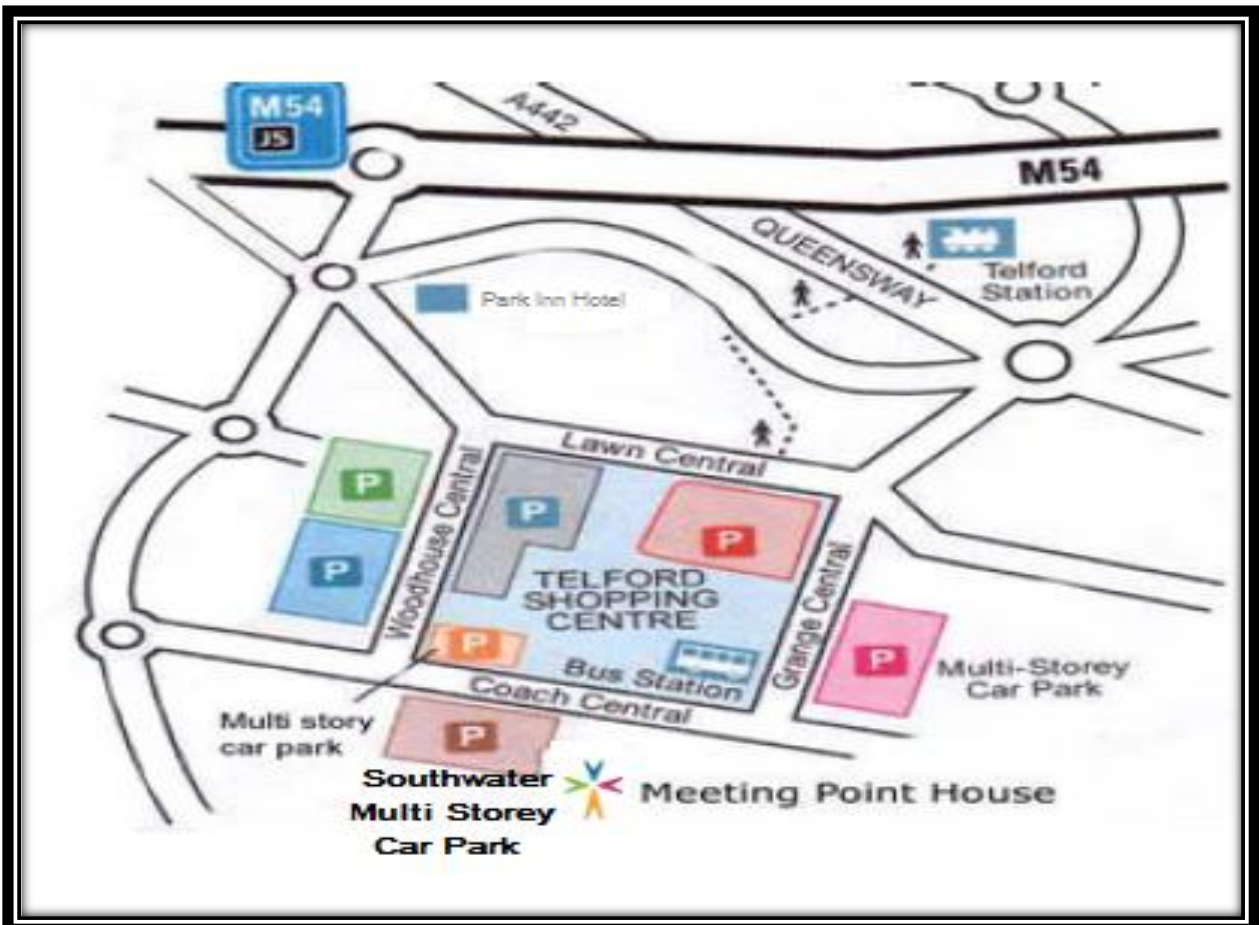 A442
M54
J5
M54
QUEENSWAY
Telford
Station
Park Inn Hotel
Lawn Central
Woodhouse Central
P
P
P
P
TELFORD
SHOPPING
CENTRE
Grange Central
P
P
Bus Station
Multi-Storey
Car Park
Coach Central
Multi story
car park
P
Southwater
Multi Storey
Car Park
Meeting Point House